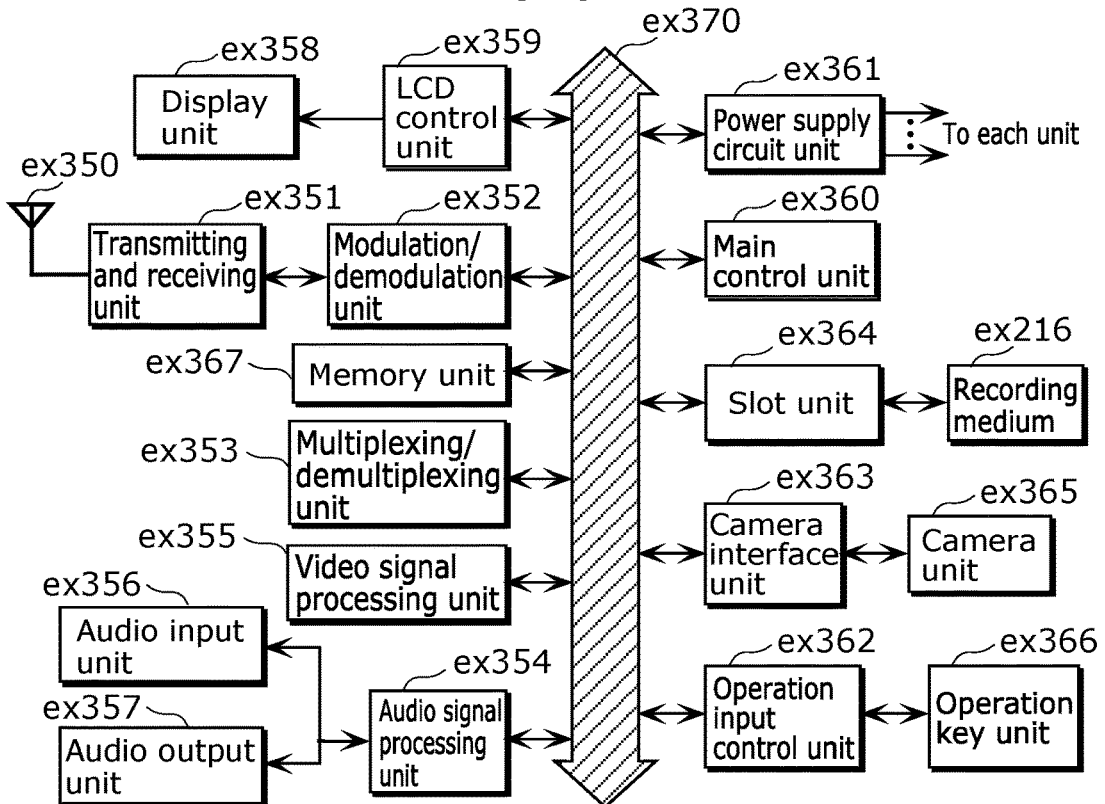 ex370
ex359
ex358
LCD
control
unit
Display
unit
ex361
Power supply
circuit unit
To each unit
ex350
ex351
ex352
Transmitting
and receiving
unit
Modulation/
demodulation
unit
ex360
Main
control unit
ex367
Memory unit
ex364
Slot unit
ex216
Recording
medium
ex353
Multiplexing/
demultiplexing
unit
ex363
Camera
interface
unit
ex365
Camera
unit
ex355
Video signal
processing unit
ex356
Audio input
unit
ex357
Audio output
unit
ex354
Audio signal
processing
unit
ex362
Operation
input
control unit
ex366
Operation
key unit